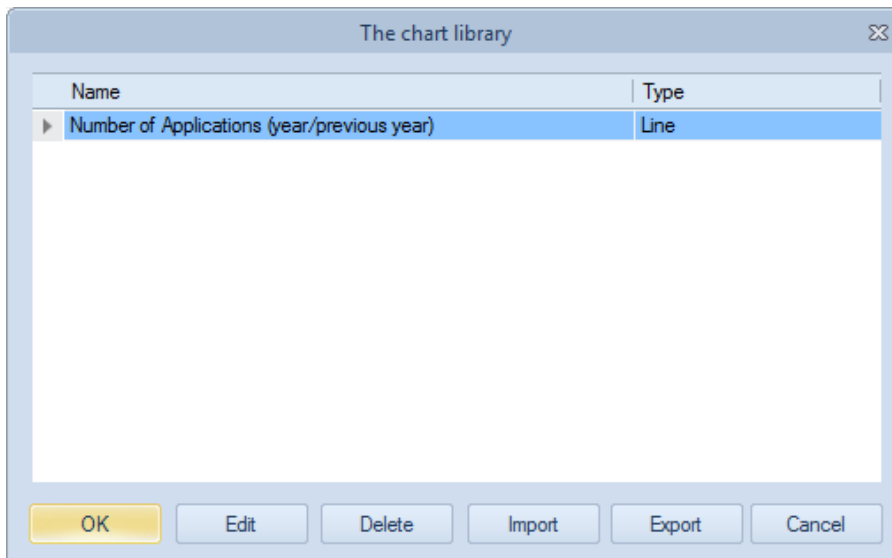 The chart library
Name Type
Number of Applications (year/previous year) Line
OK Edit Delete Import Export Cancel